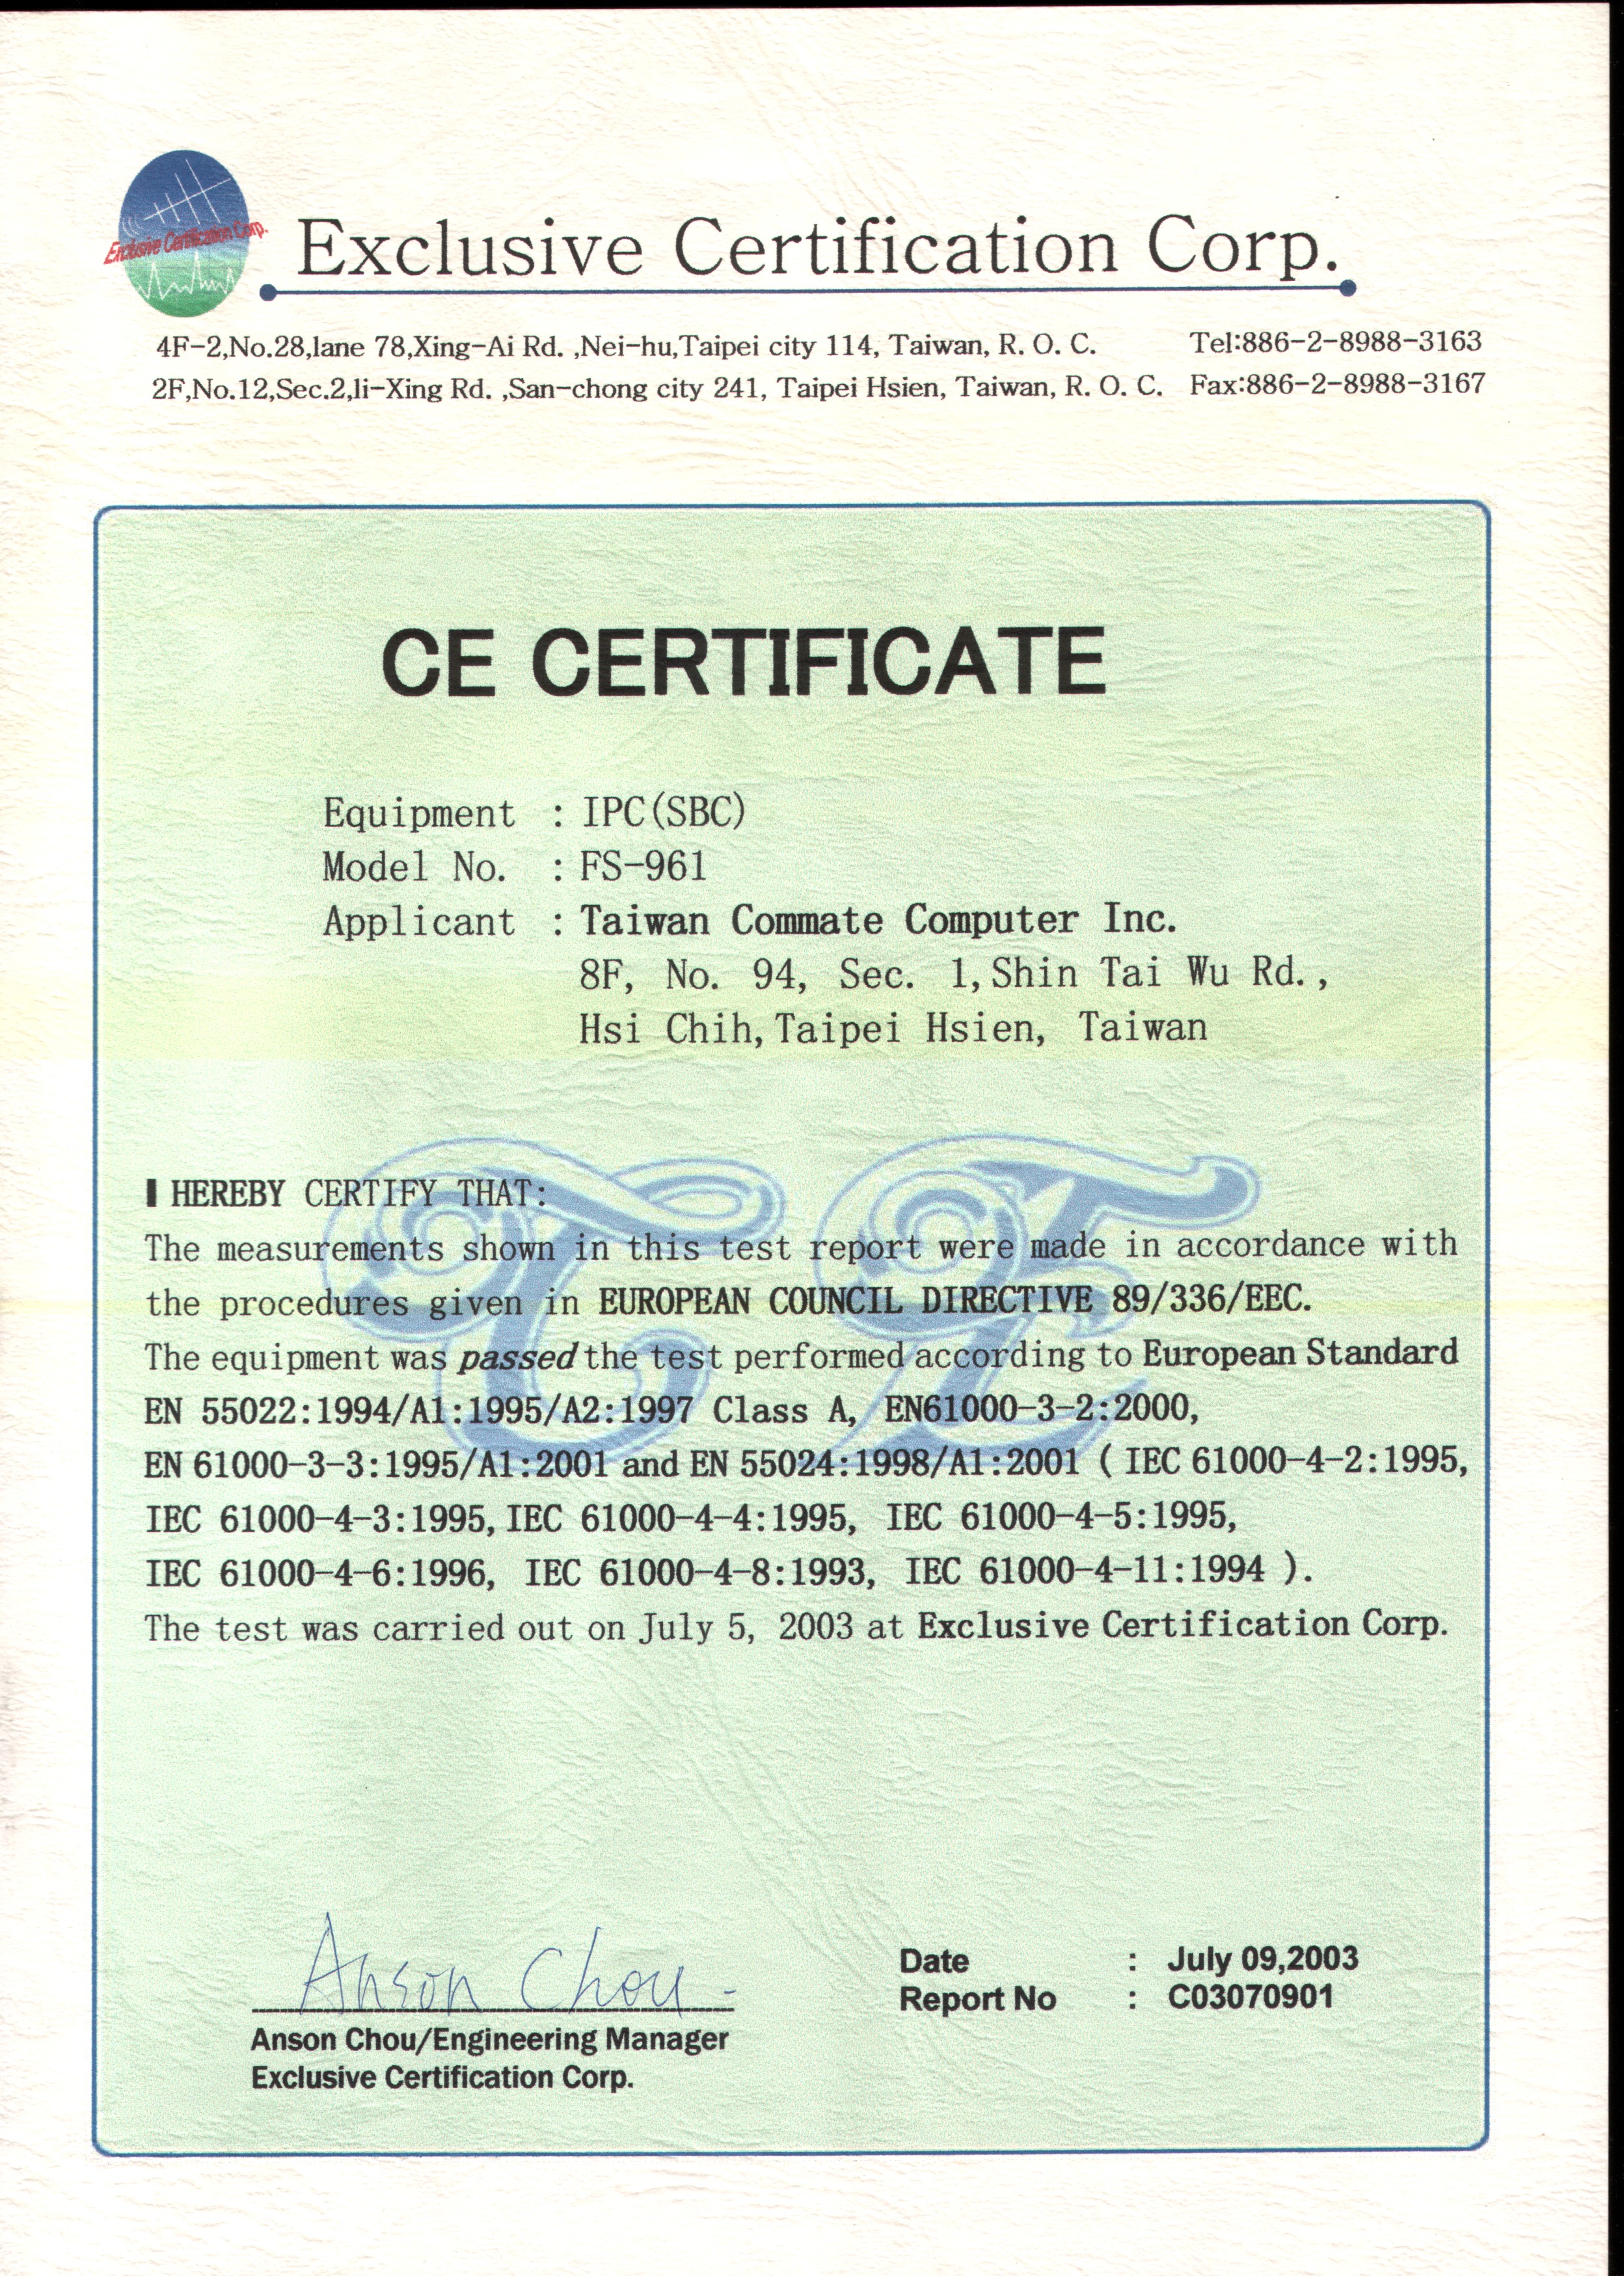 Exclusive Certification Corp.
Exclusive Certification Corp.
4F-2,No.28,lane 78,Xing-Ai Rd. ,Nei-hu,Taipei city 114, Taiwan, R. O. C. Tel:886-2-8988-3163
2F,No.12,Sec.2,li-Xing Rd. ,San-chong city 241, Taipei Hsien, Taiwan, R. O. C. Fax:886-2-8988-3167
CE CERTIFICATE
Equipment : IPC(SBC)
Model No. : FS-961
Applicant : Taiwan Commate Computer Inc.
8F, No. 94, Sec. 1,Shin Tai Wu Rd.,
Hsi Chih,Taipei Hsien, Taiwan
CE
I HEREBY CERTIFY THAT:
The measurements shown in this test report were made in accordance with
the procedures given in EUROPEAN COUNCIL DIRECTIVE 89/336/EEC.
The equipment was passed the test performed according to European Standard
EN 55022:1994/A1:1995/A2:1997 Class A, EN61000-3-2:2000,
EN 61000-3-3:1995/A1:2001 and EN 55024:1998/A1:2001 ( IEC 61000-4-2:1995,
IEC 61000-4-3:1995, IEC 61000-4-4:1995, IEC 61000-4-5:1995,
IEC 61000-4-6:1996, IEC 61000-4-8:1993, IEC 61000-4-11:1994 ).
The test was carried out on July 5, 2003 at Exclusive Certification Corp.
Anson Chou
Date : July 09,2003
Report No : C03070901
Anson Chou/Engineering Manager
Exclusive Certification Corp.